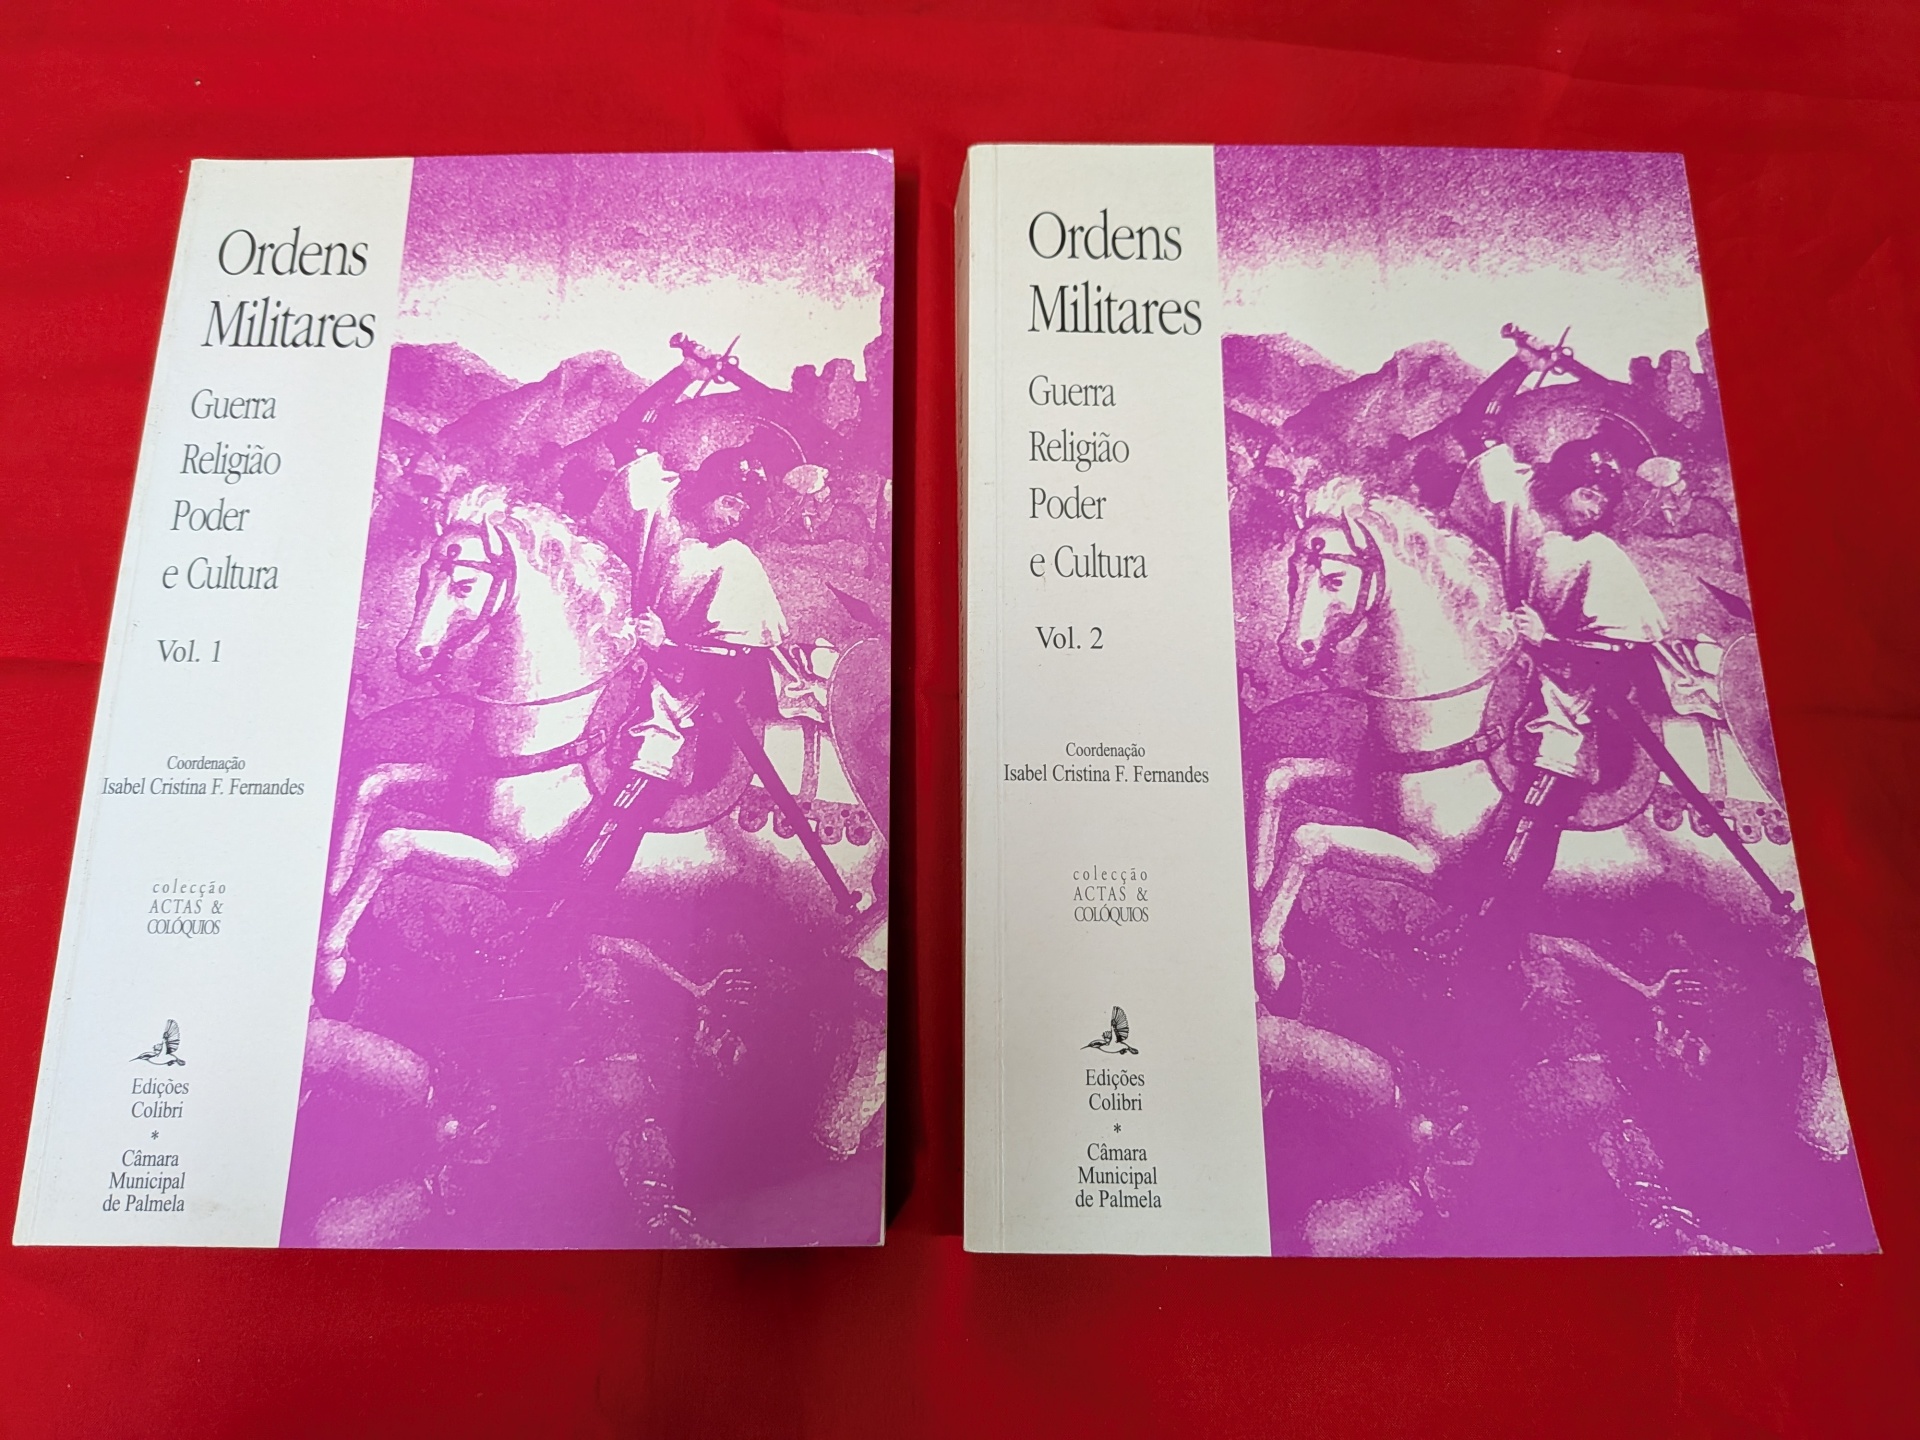 Ordens
Militares
Guerra
Religião
Poder
e Cultura
Vol. 1
Coordenação
Isabel Cristina F. Fernandes
colecção
ACTAS &
COLÓQUIOS
Edições
Colibri
*
Câmara
Municipal
de Palmela
Ordens
Militares
Guerra
Religião
Poder
e Cultura
Vol. 2
Coordenação
Isabel Cristina F. Fernandes
colecção
ACTAS &
COLÓQUIOS
Edições
Colibri
*
Câmara
Municipal
de Palmela